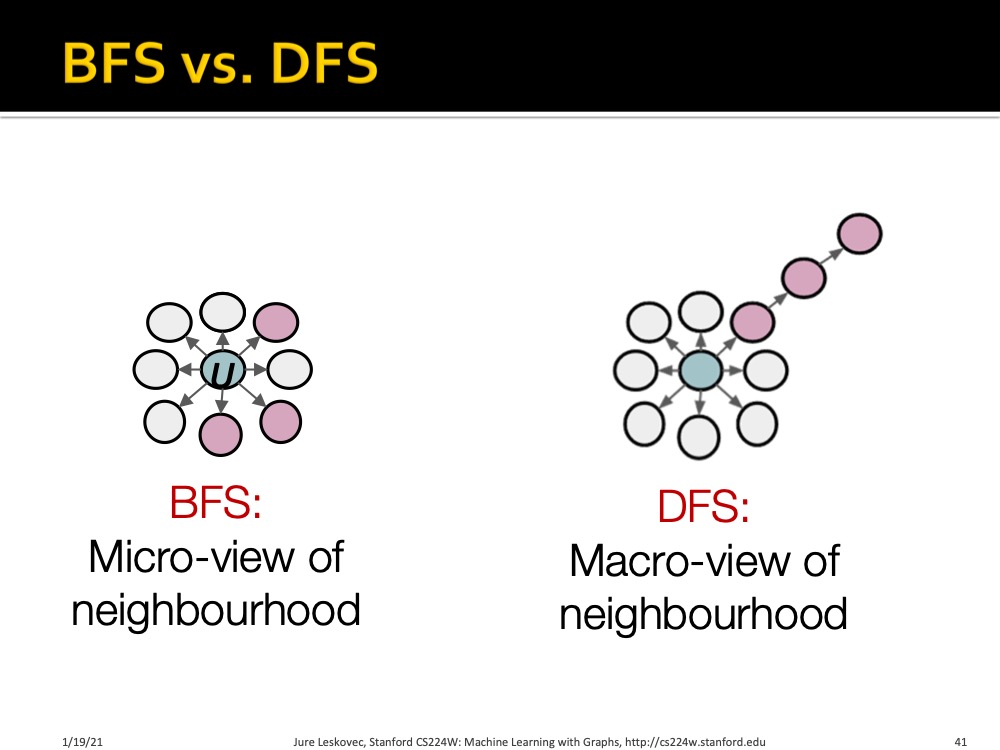 BFS vs. DFS
U
BFS:
Micro-view of
neighbourhood
DFS:
Macro-view of
neighbourhood
1/19/21
Jure Leskovec, Stanford CS224W: Machine Learning with Graphs, http://cs224w.stanford.edu
41